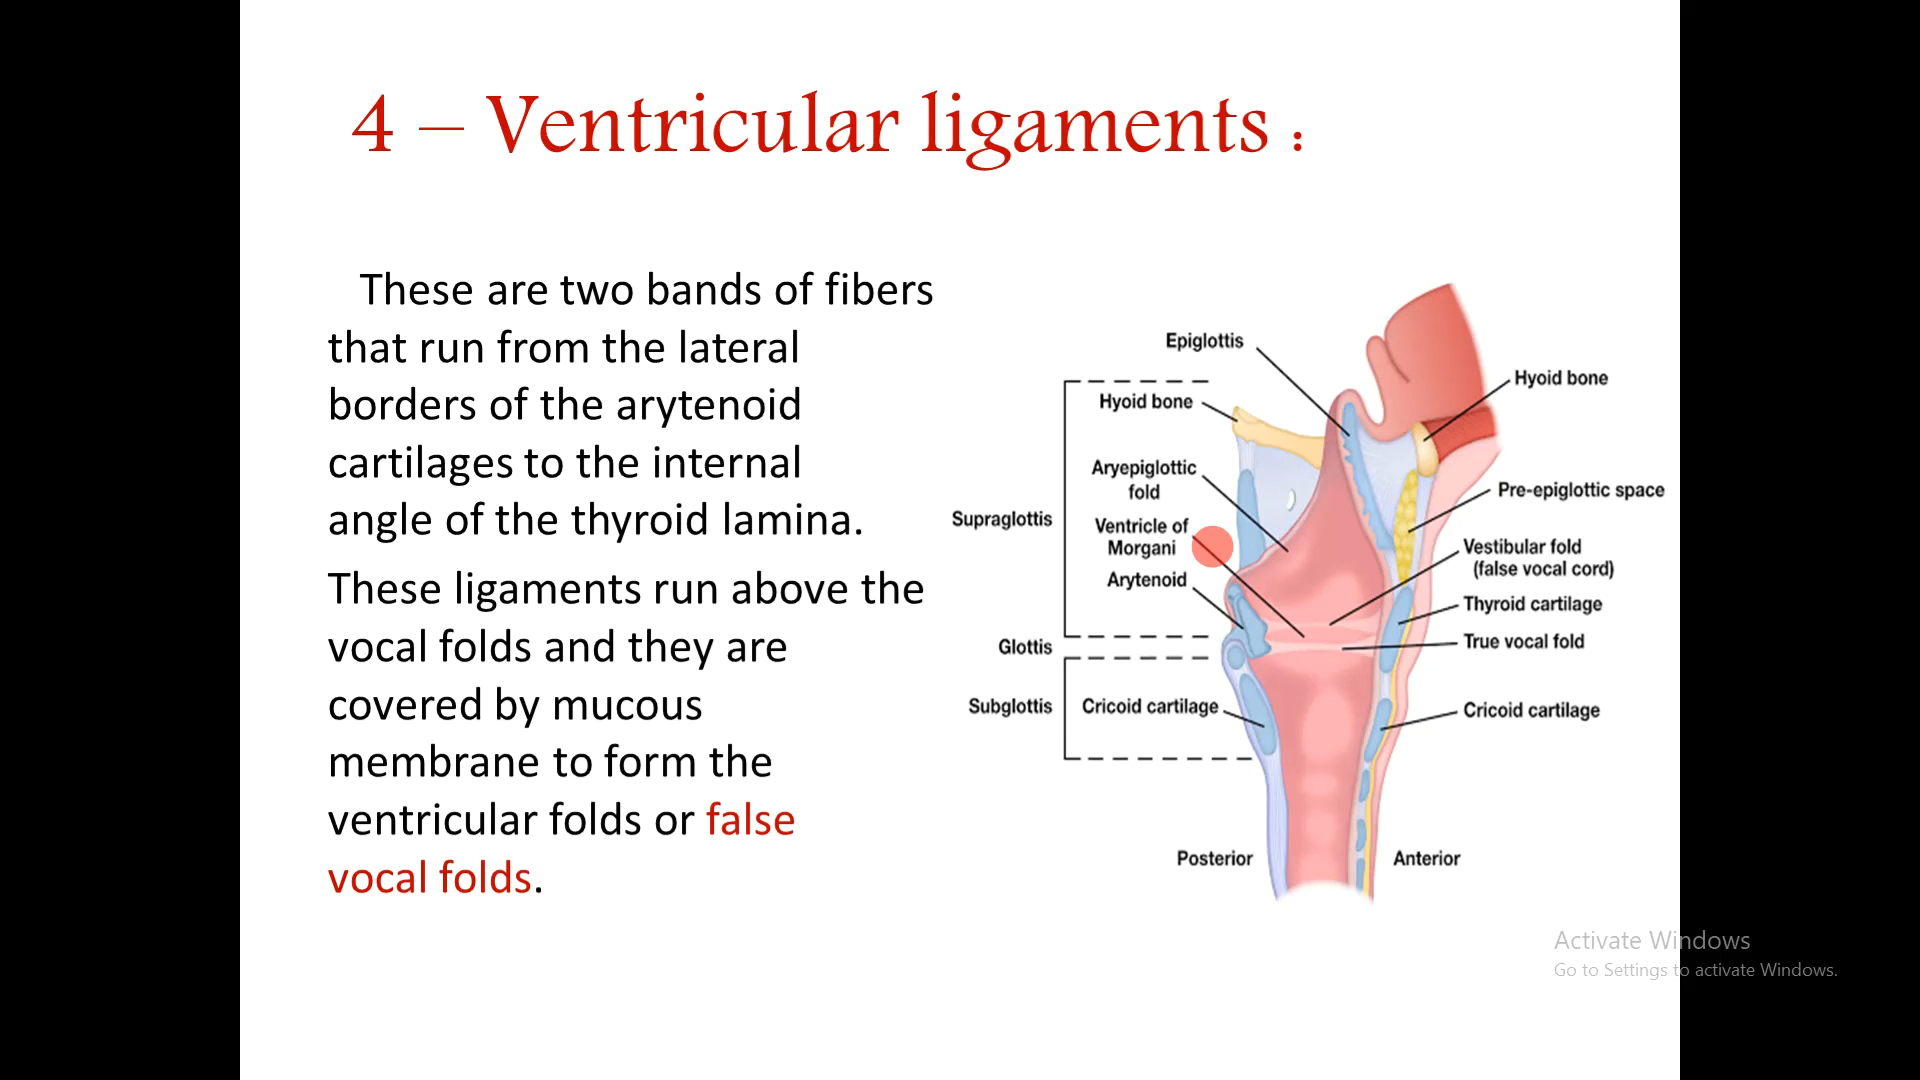 4 – Ventricular ligaments :
These are two bands of fibers
that run from the lateral
borders of the arytenoid
cartilages to the internal
angle of the thyroid lamina.
These ligaments run above the
vocal folds and they are
covered by mucous
membrane to form the
ventricular folds or false
vocal folds.
Epiglottis
Hyoid bone
Hyoid bone
Aryepiglottic
fold
Pre-epiglottic space
Supraglottis
Ventricle of
Morgani
Vestibular fold
(false vocal cord)
Arytenoid
Thyroid cartilage
Glottis
True vocal fold
Subglottis
Cricoid cartilage
Cricoid cartilage
Posterior
Anterior
Activate Windows
Go to Settings to activate Windows.